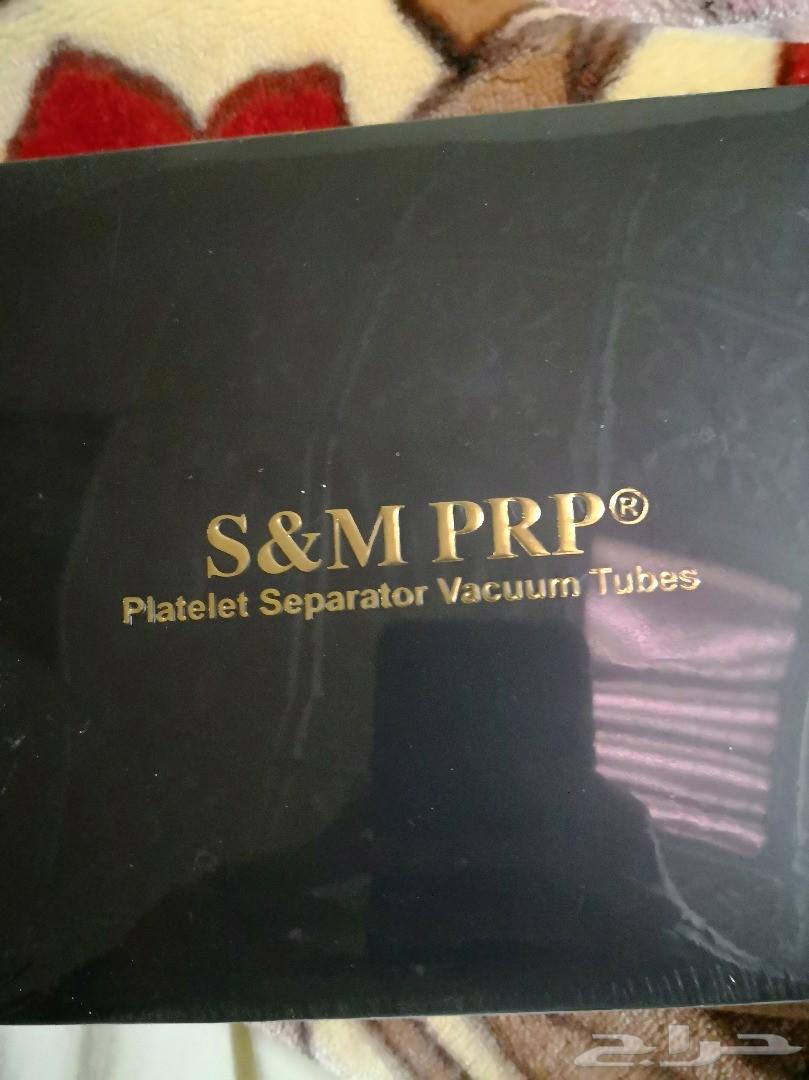 S&M PRP®
Platelet Separator Vacuum Tubes
حراج